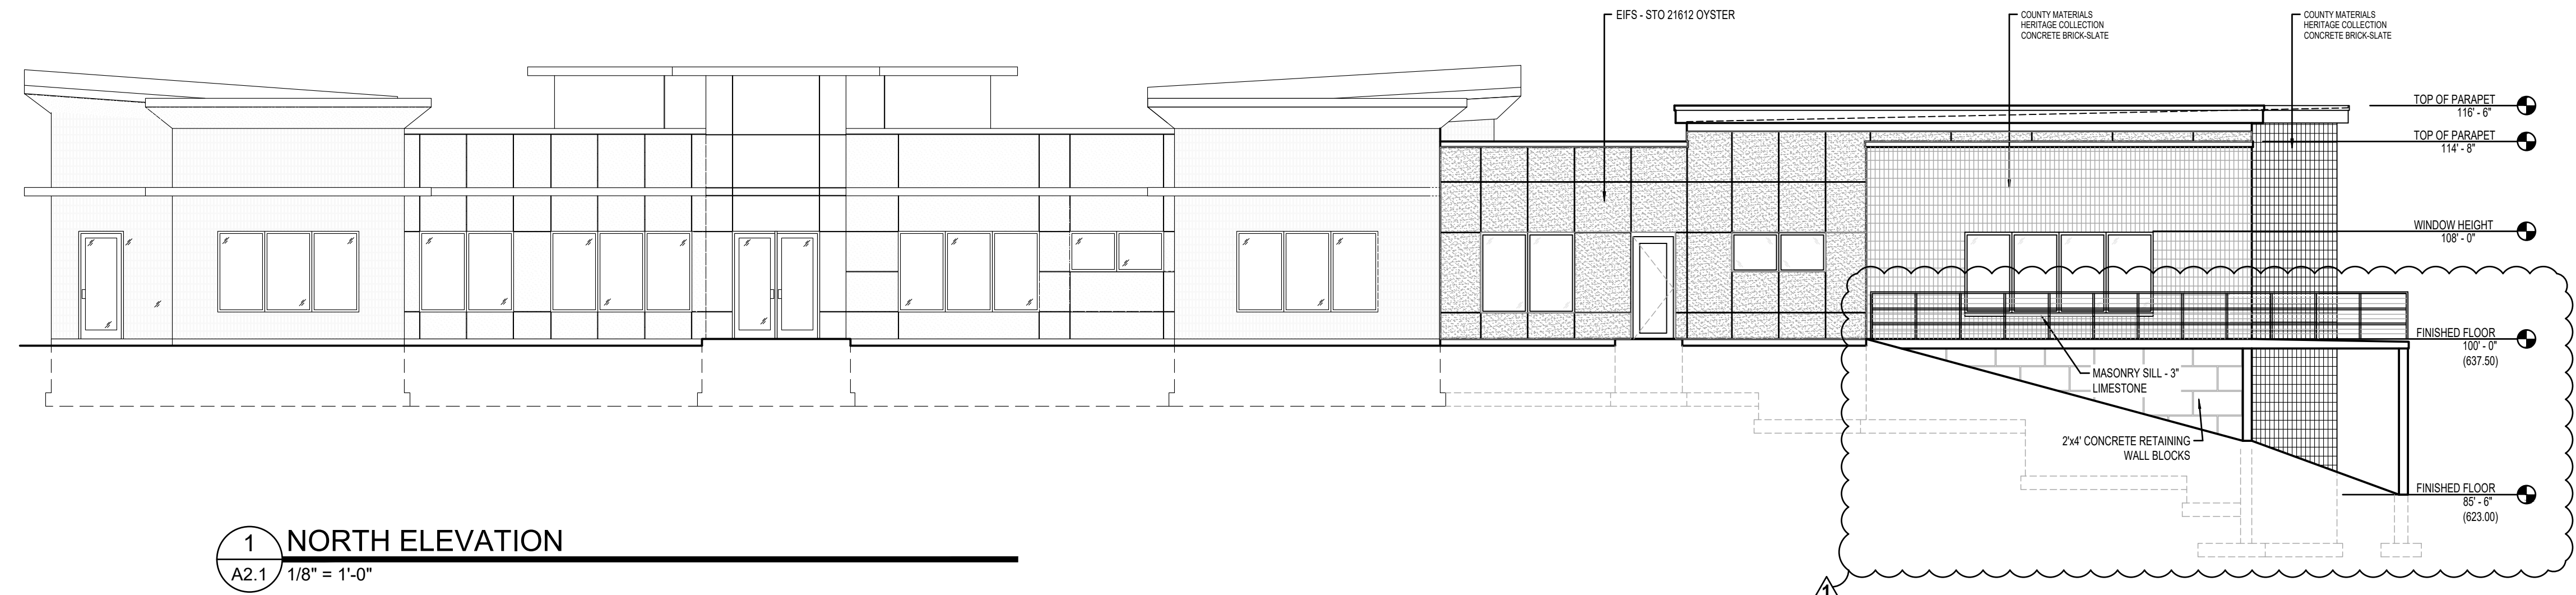 EIFS - STO 21612 OYSTER
COUNTY MATERIALS
HERITAGE COLLECTION
CONCRETE BRICK-SLATE
COUNTY MATERIALS
HERITAGE COLLECTION
CONCRETE BRICK-SLATE
TOP OF PARAPET
116' - 6"
TOP OF PARAPET
114' - 8"
WINDOW HEIGHT
108' - 0"
FINISHED FLOOR
100' - 0"
(637.50)
MASONRY SILL - 3"
LIMESTONE
2'x4' CONCRETE RETAINING
WALL BLOCKS
FINISHED FLOOR
85' - 6"
(623.00)
1
NORTH ELEVATION
A2.1
1/8" = 1'-0"
1